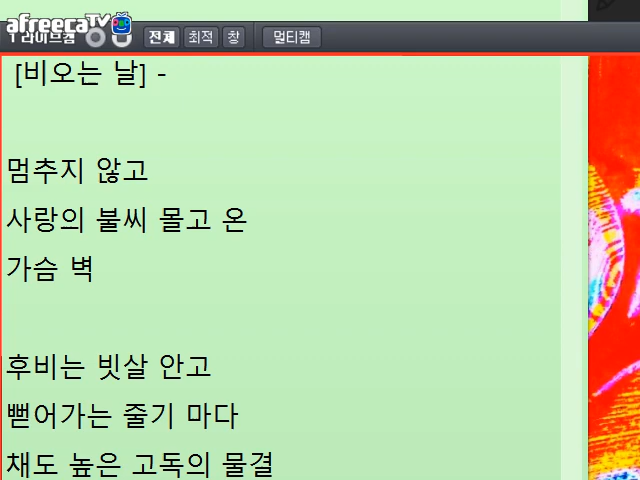 afreecaTV
라이브캠
전체 최적 창 멀티캠
[비오는 날] -
멈추지 않고
사랑의 불씨 몰고 온
가슴 벽
후비는 빗살 안고
뻗어가는 줄기 마다
채도 높은 고독의 물결